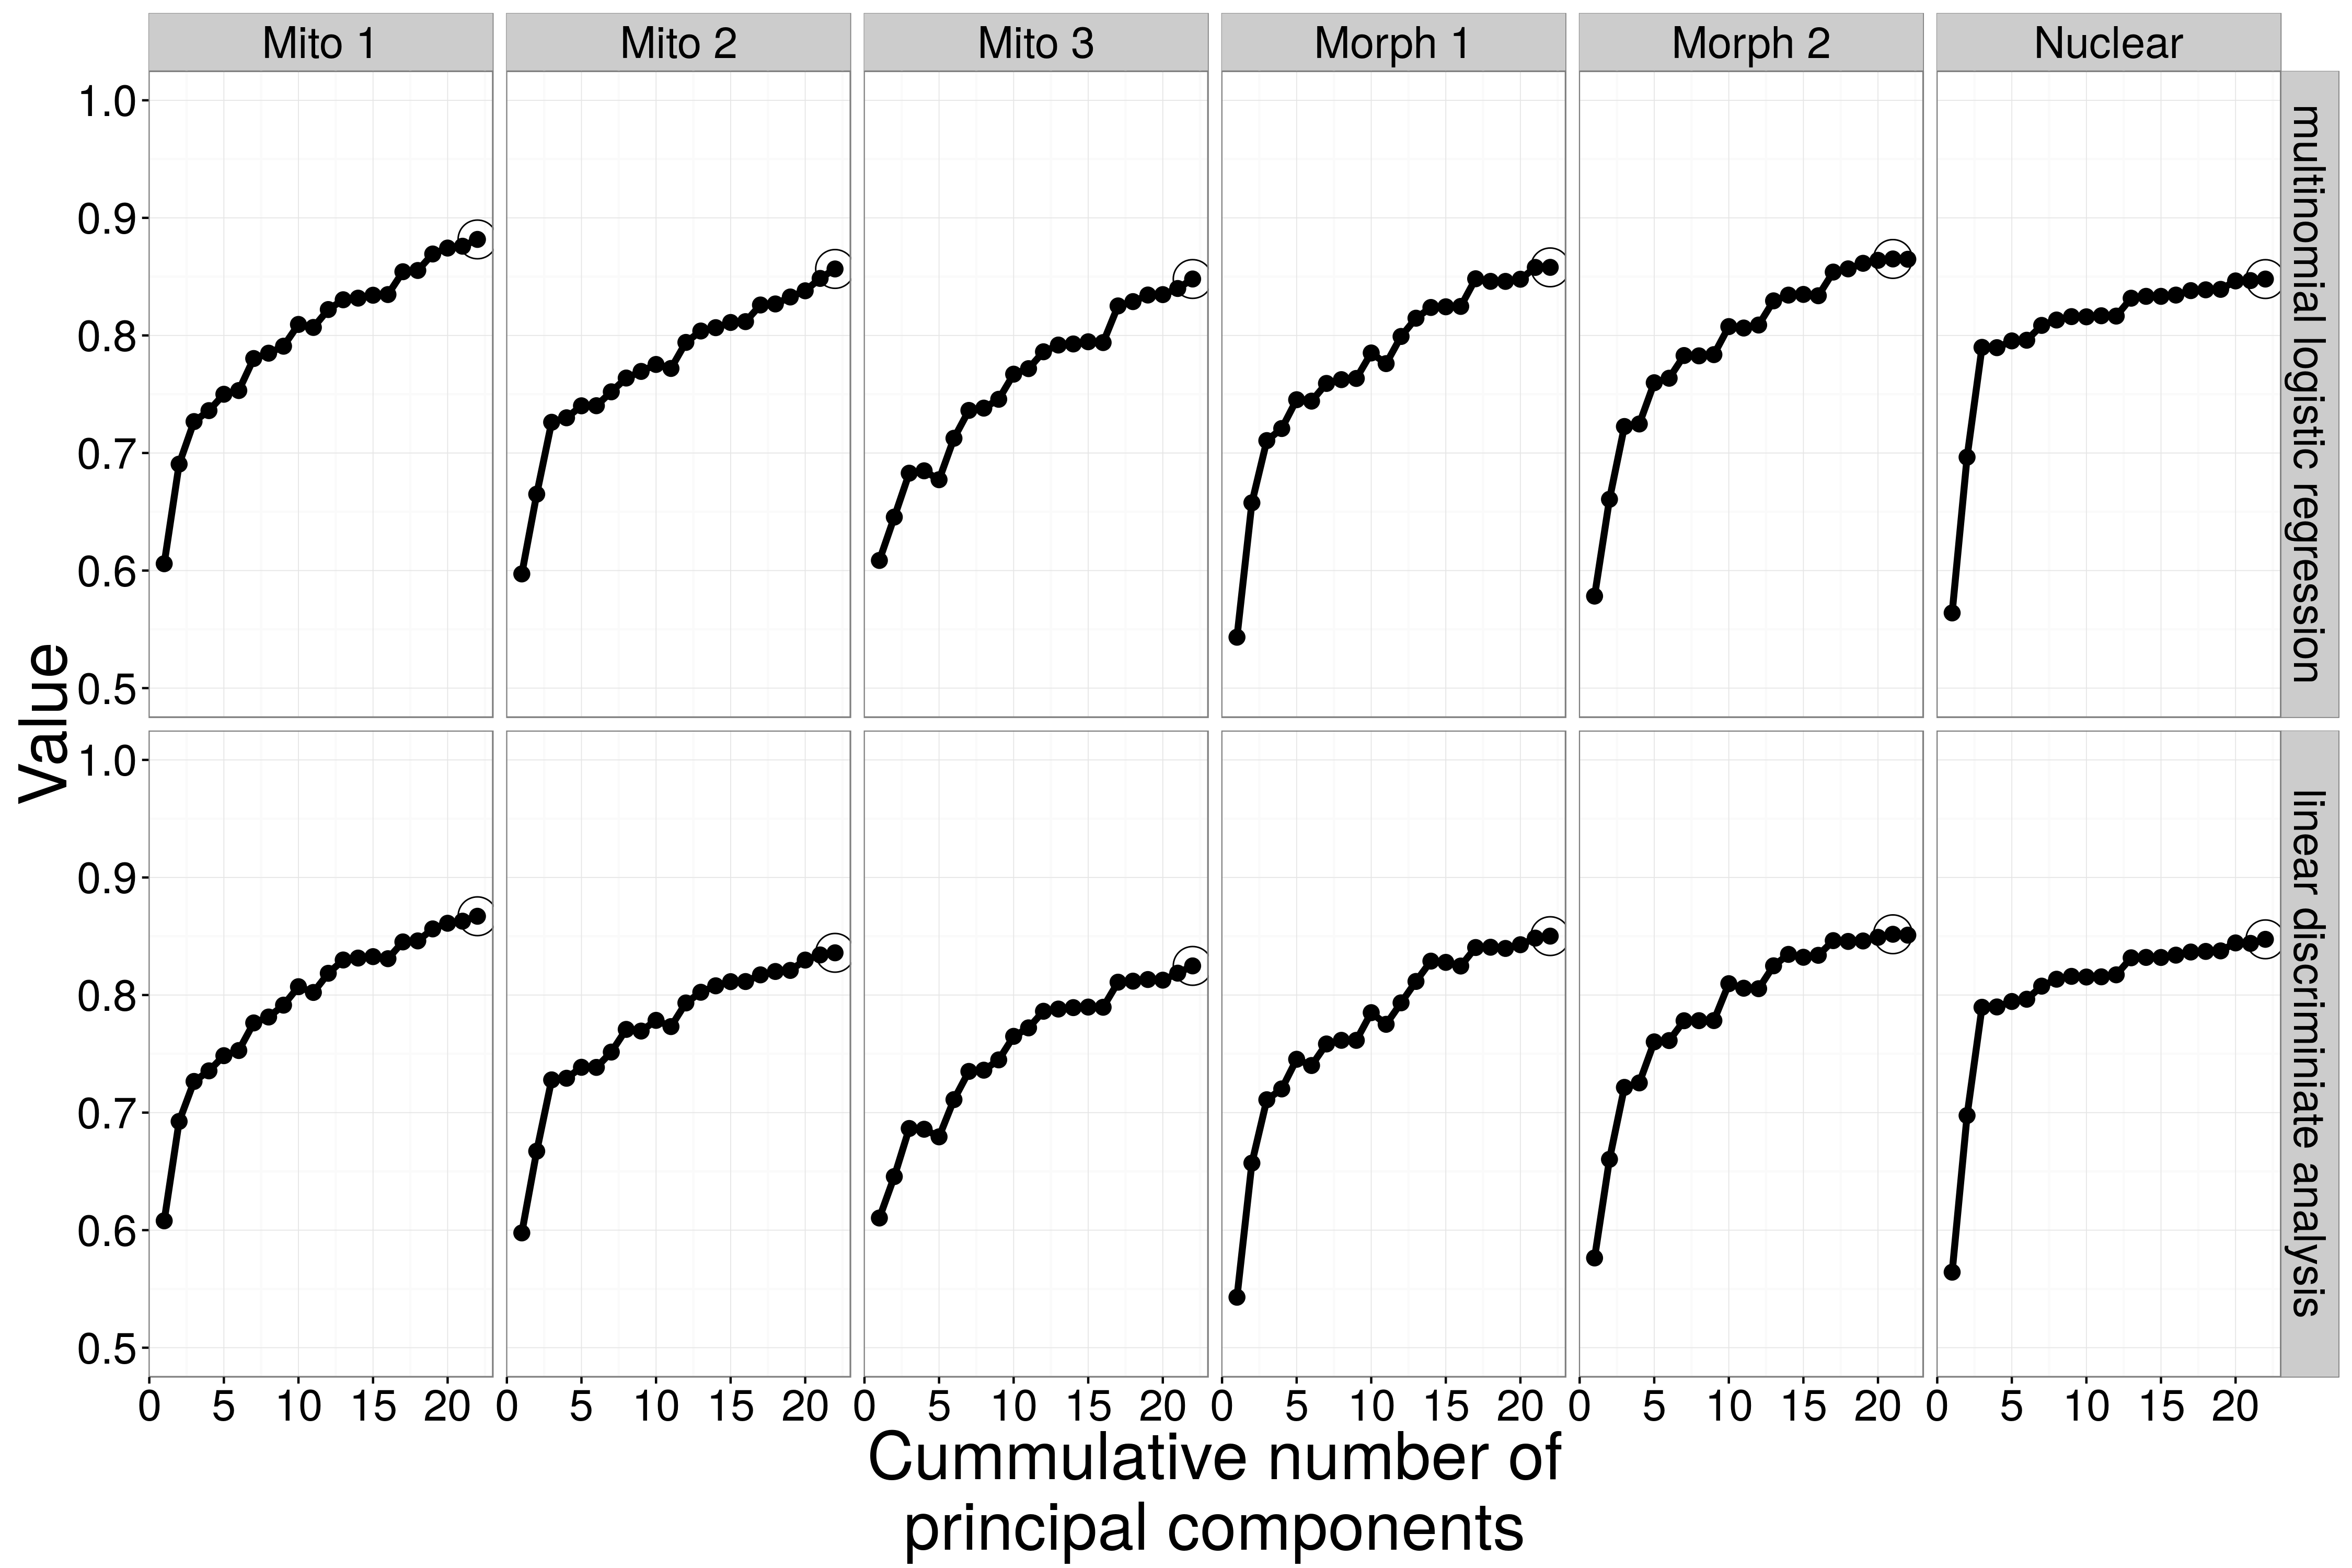 Mito 1 Mito 2 Mito 3 Morph 1 Morph 2 Nuclear
multinomial logistic regression
1.0
0.9
0.8
0.7
0.6
0.5
Value
linear discriminiate analysis
1.0
0.9
0.8
0.7
0.6
0.5
0 5 10 15 20 0 5 10 15 20 0 5 10 15 20 0 5 10 15 20 0 5 10 15 20 0 5 10 15 20
Cummulative number of
principal components